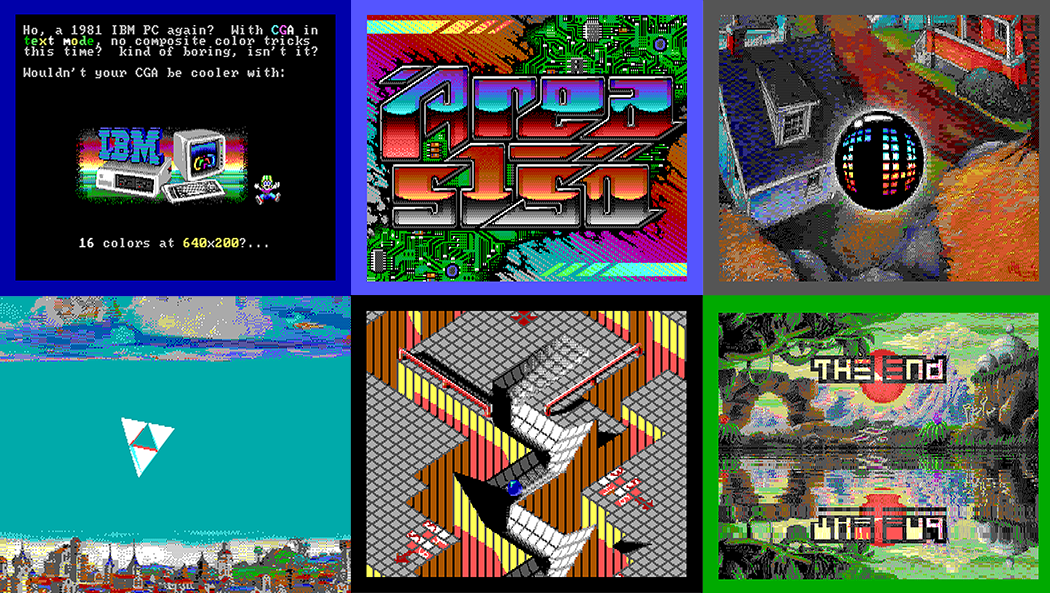 Ho, a 1981 IBM PC again?  With CGA in
text mode, no composite color tricks
this time?  kind of boring, isn't it?
Wouldn't your CGA be cooler with:
IBM
16 colors at 640x200?...
Area
5150
THE END